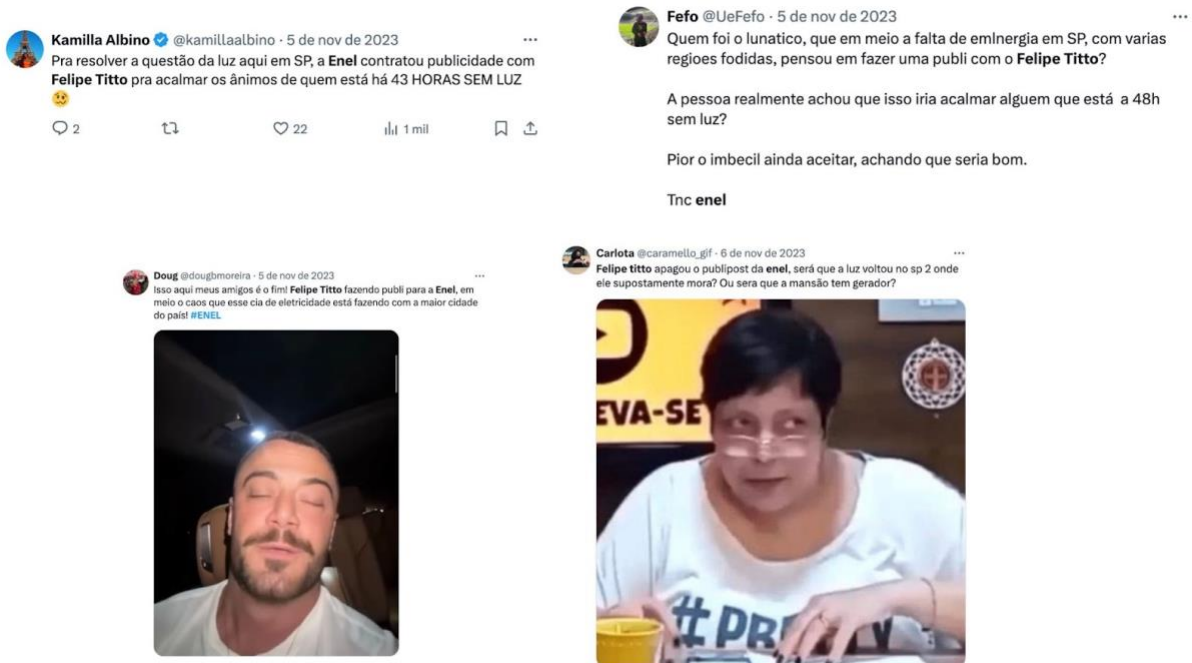 Kamilla Albino @kamillaalbino · 5 de nov de 2023
Pra resolver a questão da luz aqui em SP, a Enel contratou publicidade com
Felipe Titto pra acalmar os ânimos de quem está há 43 HORAS SEM LUZ
🥴
2 22 1 mil
Fefo @UeFefo · 5 de nov de 2023
Quem foi o lunatico, que em meio a falta de emlnergia em SP, com varias
regioes fodidas, pensou em fazer uma publi com o Felipe Titto?
A pessoa realmente achou que isso iria acalmar alguem que está a 48h
sem luz?
Pior o imbecil ainda aceitar, achando que seria bom.
Tnc enel
Doug @dougbmoreira · 5 de nov de 2023
Isso aqui meus amigos é o fim! Felipe Titto fazendo publi para a Enel, em
meio o caos que esse cia de eletricidade está fazendo com a maior cidade
do país! #ENEL
Carlota @caramello_gif · 6 de nov de 2023
Felipe titto apagou o publipost da enel, será que a luz voltou no sp 2 onde
ele supostamente mora? Ou sera que a mansão tem gerador?
EVA-SE